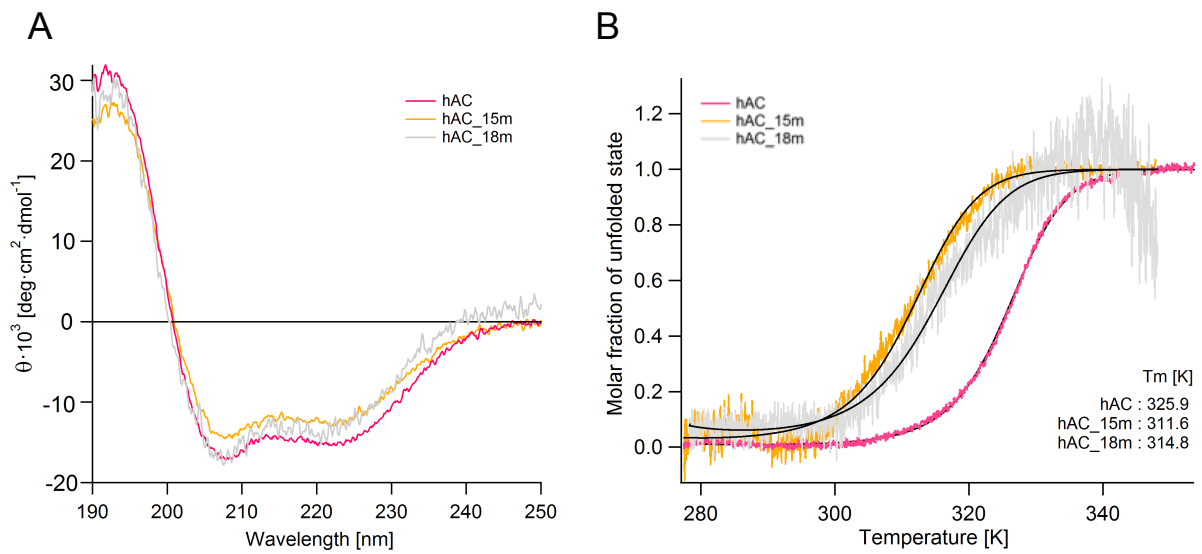 A
B
θ·10³ [deg·cm²·dmol⁻¹]
30
20
10
0
-10
-20
190
200
210
220
230
240
250
Wavelength [nm]
hAC
hAC_15m
hAC_18m
Molar fraction of unfolded state
1.2
1.0
0.8
0.6
0.4
0.2
0.0
280
300
320
340
Temperature [K]
hAC
hAC_15m
hAC_18m
Tm [K]
hAC : 325.9
hAC_15m : 311.6
hAC_18m : 314.8